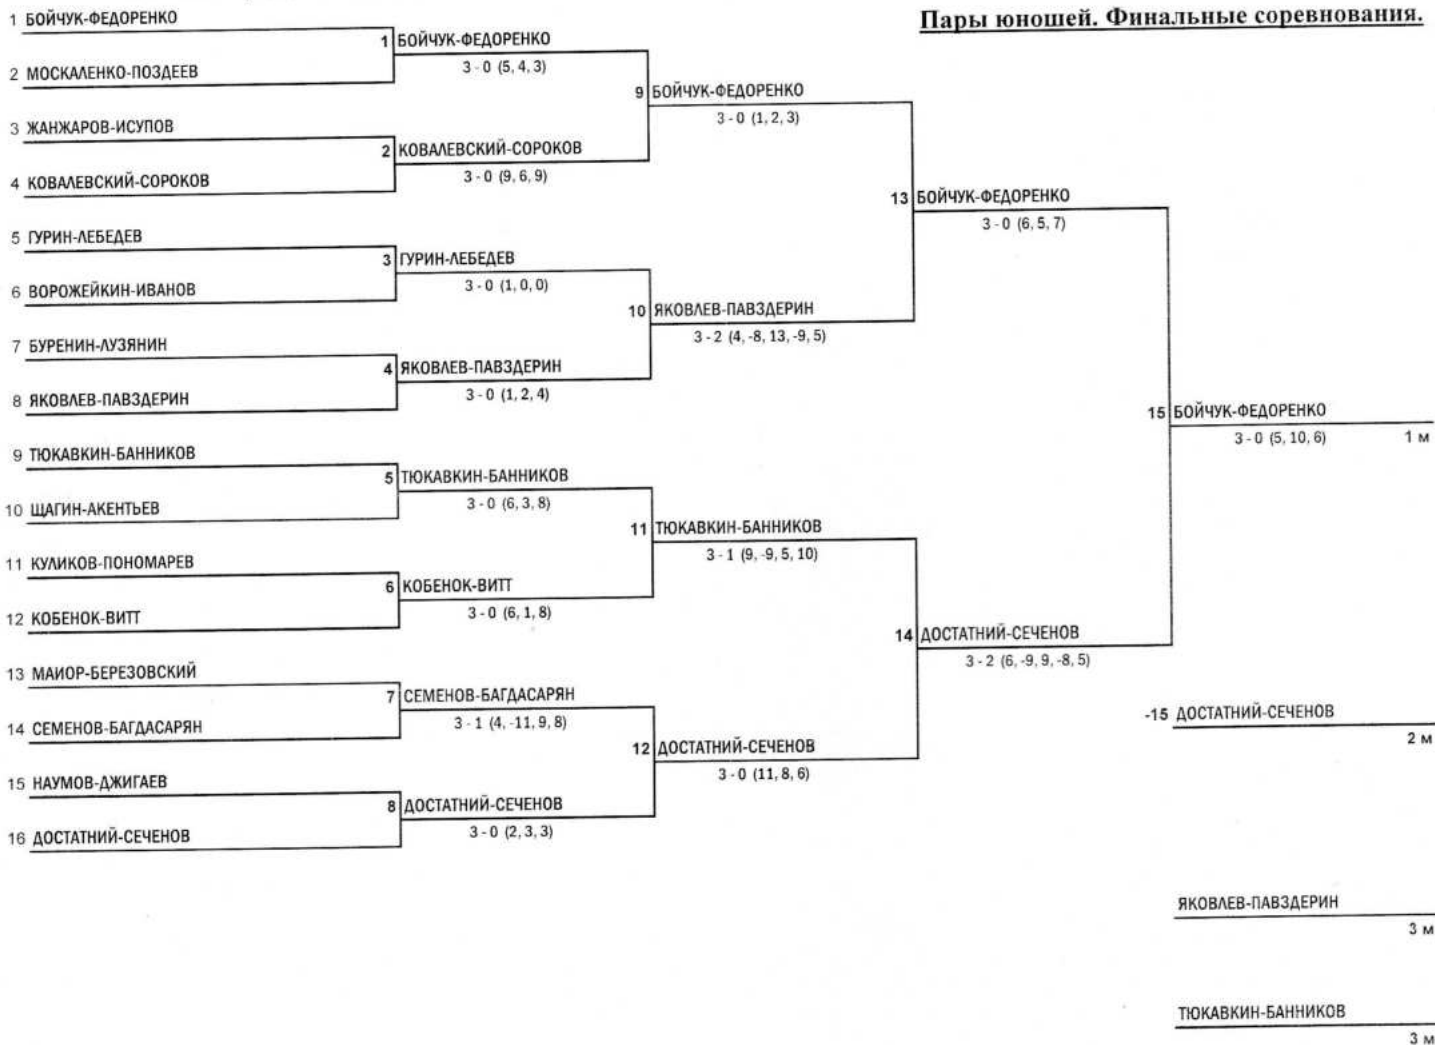 Пары юношей. Финальные соревнования.
1 БОЙЧУК-ФЕДОРЕНКО
2 МОСКАЛЕНКО-ПОЗДЕЕВ
3 ЖАНЖАРОВ-ИСУПОВ
4 КОВАЛЕВСКИЙ-СОРОКОВ
5 ГУРИН-ЛЕБЕДЕВ
6 ВОРОЖЕЙКИН-ИВАНОВ
7 БУРЕНИН-ЛУЗЯНИН
8 ЯКОВЛЕВ-ПАВЗДЕРИН
9 ТЮКАВКИН-БАННИКОВ
10 ЩАГИН-АКЕНТЬЕВ
11 КУЛИКОВ-ПОНОМАРЕВ
12 КОБЕНОК-ВИТТ
13 МАИОР-БЕРЕЗОВСКИЙ
14 СЕМЕНОВ-БАГДАСАРЯН
15 НАУМОВ-ДЖИГАЕВ
16 ДОСТАТНИЙ-СЕЧЕНОВ
1 БОЙЧУК-ФЕДОРЕНКО
3 - 0 (5, 4, 3)
2 КОВАЛЕВСКИЙ-СОРОКОВ
3 - 0 (9, 6, 9)
3 ГУРИН-ЛЕБЕДЕВ
3 - 0 (1, 0, 0)
4 ЯКОВЛЕВ-ПАВЗДЕРИН
3 - 0 (1, 2, 4)
5 ТЮКАВКИН-БАННИКОВ
3 - 0 (6, 3, 8)
6 КОБЕНОК-ВИТТ
3 - 0 (6, 1, 8)
7 СЕМЕНОВ-БАГДАСАРЯН
3 - 1 (4, -11, 9, 8)
8 ДОСТАТНИЙ-СЕЧЕНОВ
3 - 0 (2, 3, 3)
9 БОЙЧУК-ФЕДОРЕНКО
3 - 0 (1, 2, 3)
10 ЯКОВЛЕВ-ПАВЗДЕРИН
3 - 2 (4, -8, 13, -9, 5)
11 ТЮКАВКИН-БАННИКОВ
3 - 1 (9, -9, 5, 10)
12 ДОСТАТНИЙ-СЕЧЕНОВ
3 - 0 (11, 8, 6)
13 БОЙЧУК-ФЕДОРЕНКО
3 - 0 (6, 5, 7)
14 ДОСТАТНИЙ-СЕЧЕНОВ
3 - 2 (6, -9, 9, -8, 5)
15 БОЙЧУК-ФЕДОРЕНКО
3 - 0 (5, 10, 6) 1 м
-15 ДОСТАТНИЙ-СЕЧЕНОВ
2 м
ЯКОВЛЕВ-ПАВЗДЕРИН
3 м
ТЮКАВКИН-БАННИКОВ
3 м